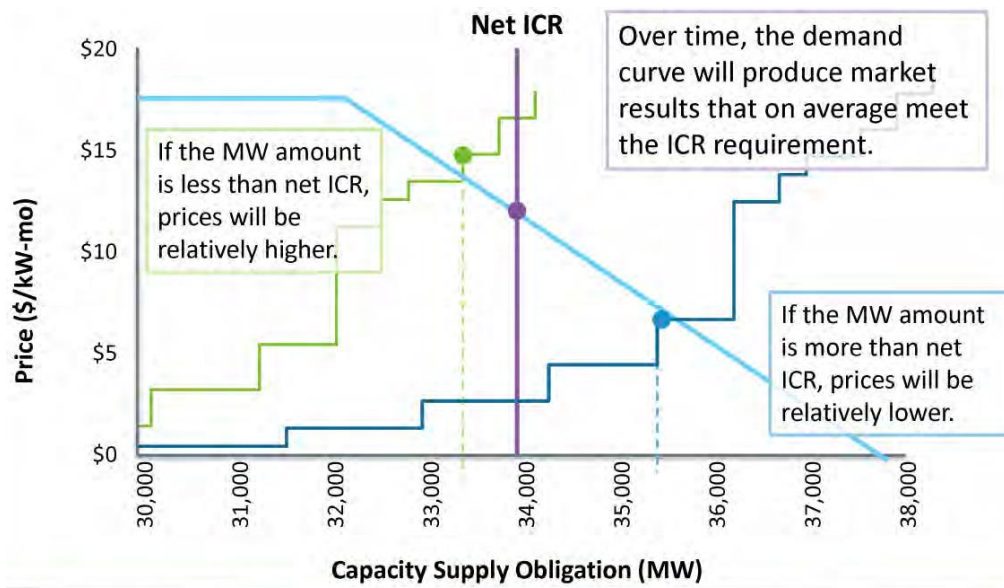 Net ICR
$20
$15
$10
$5
$0
Price ($/kW-mo)
If the MW amount
is less than net ICR,
prices will be
relatively higher.
Over time, the demand
curve will produce market
results that on average meet
the ICR requirement.
If the MW amount
is more than net
ICR, prices will be
relatively lower.
30,000
31,000
32,000
33,000
34,000
35,000
36,000
37,000
38,000
Capacity Supply Obligation (MW)